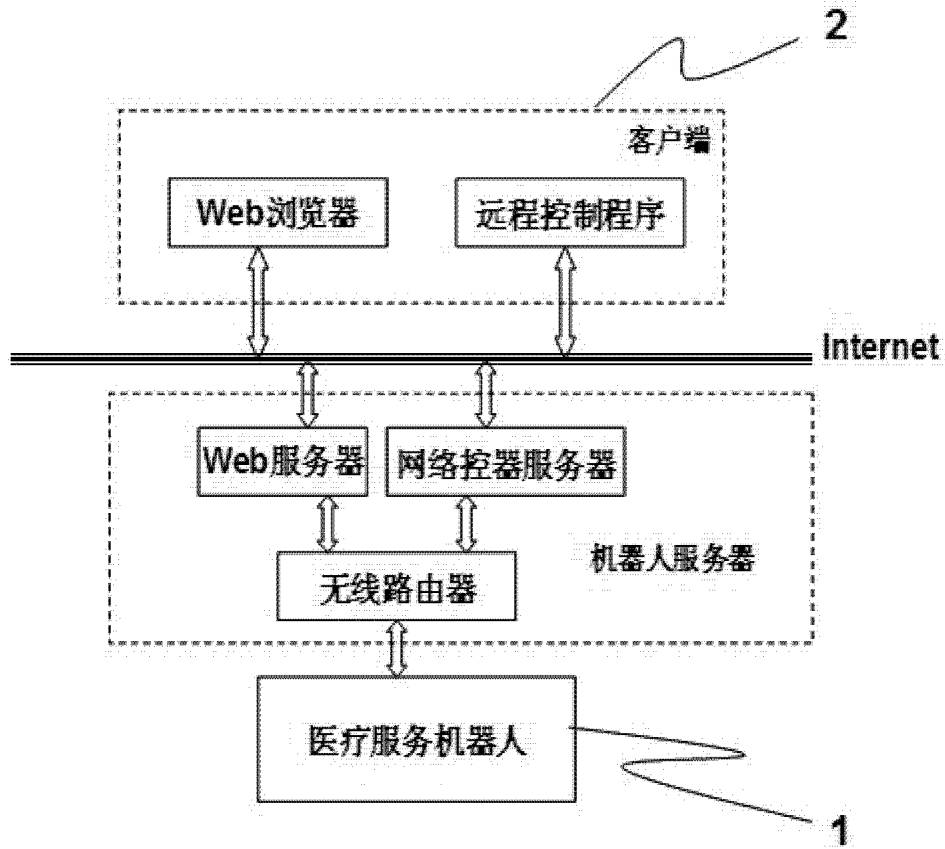 2
客户端
Web浏览器
远程控制程序
Internet
Web服务器
网络控器服务器
机器人服务器
无线路由器
医疗服务机器人
1